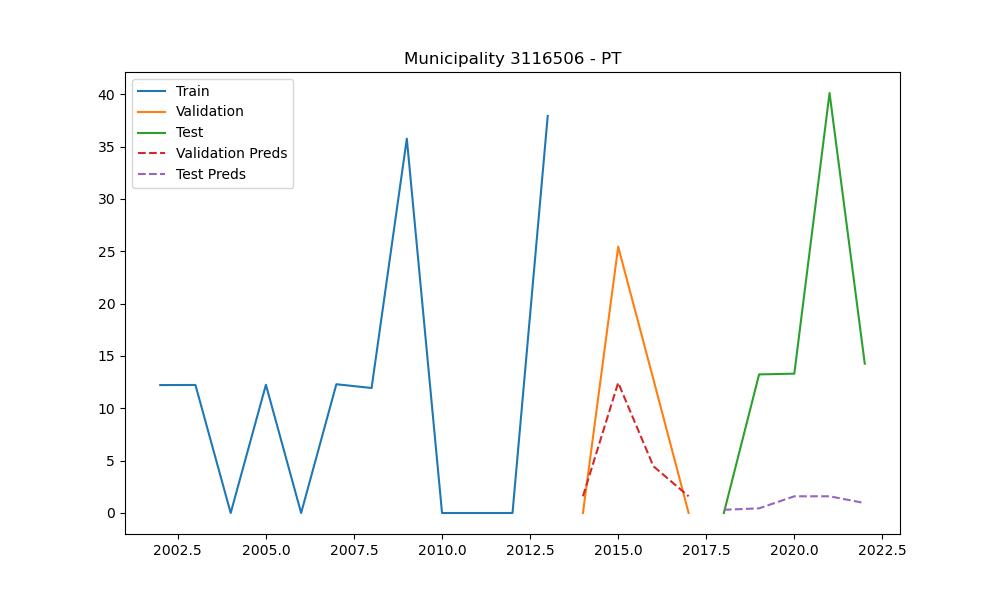 Municipality 3116506 - PT
Train
Validation
Test
Validation Preds
Test Preds
40
35
30
25
20
15
10
5
0
2002.5 2005.0 2007.5 2010.0 2012.5 2015.0 2017.5 2020.0 2022.5